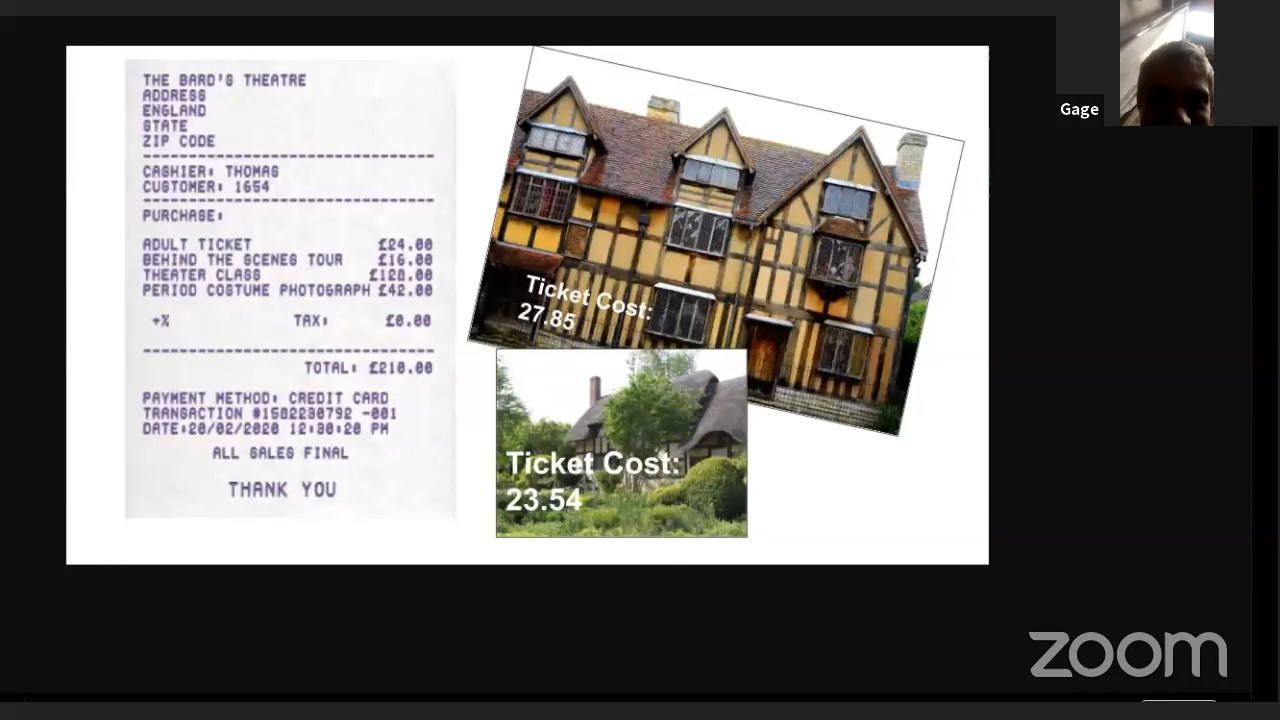 THE BARD'S THEATRE
ADDRESS
ENGLAND
STATE
ZIP CODE
--------------------------------
CASHIER: THOMAS
CUSTOMER: 1654
--------------------------------
PURCHASE:
ADULT TICKET £24.00
BEHIND THE SCENES TOUR £16.00
THEATER CLASS £128.00
PERIOD COSTUME PHOTOGRAPH £42.00
+% TAX: £0.00
--------------------------------
TOTAL: £210.00
PAYMENT METHOD: CREDIT CARD
TRANSACTION #1582230792 -001
DATE:20/02/2020 12:30:20 PM
ALL SALES FINAL
THANK YOU
Ticket Cost:
27.85
Ticket Cost:
23.54
Gage
zoom